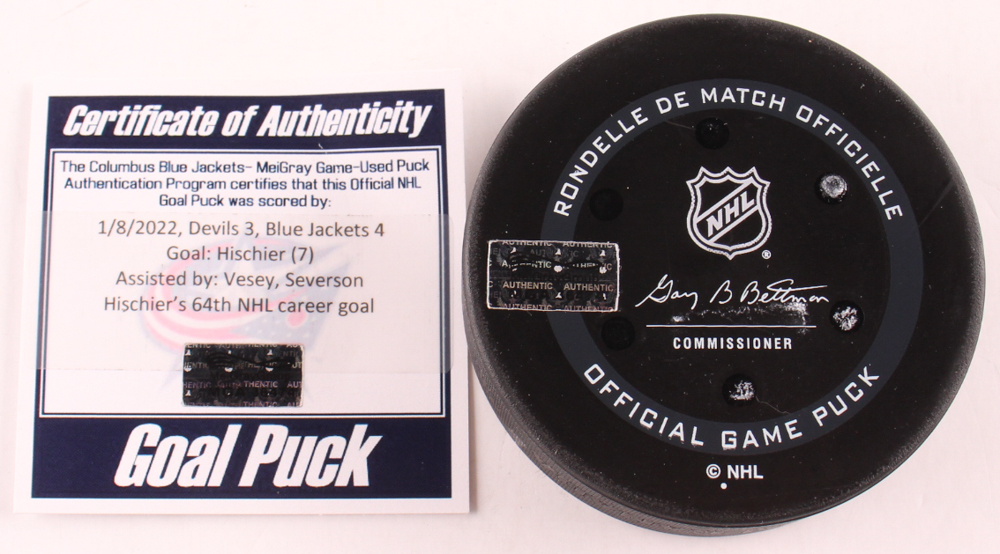 Certificate of Authenticity
The Columbus Blue Jackets- MeiGray Game-Used Puck
Authentication Program certifies that this Official NHL
Goal Puck was scored by:
1/8/2022, Devils 3, Blue Jackets 4
Goal: Hischier (7)
Assisted by: Vesey, Severson
Hischier's 64th NHL career goal
Goal Puck
RONDELLE DE MATCH OFFICIELLE
NHL
®
AUTHENTIC AUTHENTIC
AUTHENTIC AUTHENTIC
Gary B Bettman
COMMISSIONER
OFFICIAL GAME PUCK
© NHL